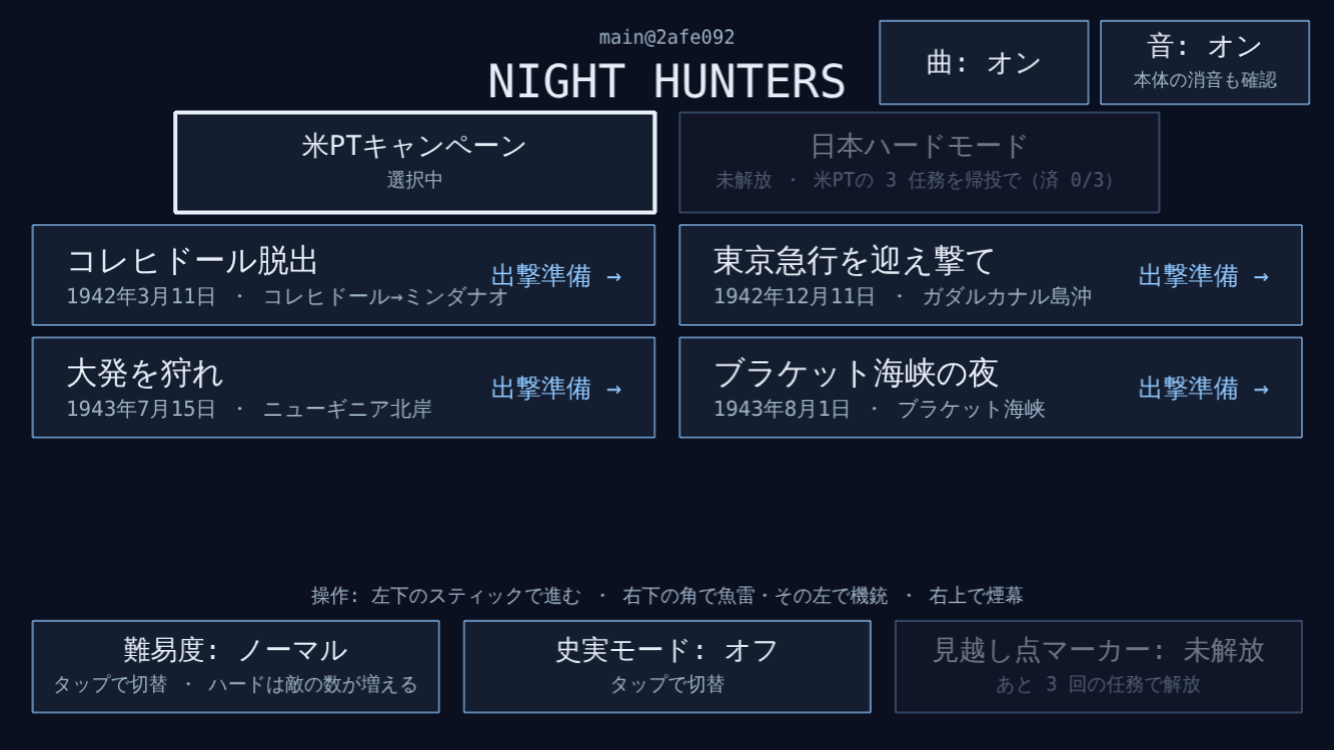 main@2afe092
NIGHT HUNTERS
曲: オン
音: オン
本体の消音も確認
米PTキャンペーン
選択中
日本ハードモード
未解放 ・ 米PTの 3 任務を帰投で（済 0/3）
コレヒドール脱出
1942年3月11日 ・ コレヒドール→ミンダナオ
出撃準備 →
東京急行を迎え撃て
1942年12月11日 ・ ガダルカナル島沖
出撃準備 →
大発を狩れ
1943年7月15日 ・ ニューギニア北岸
出撃準備 →
ブラケット海峡の夜
1943年8月1日 ・ ブラケット海峡
出撃準備 →
操作: 左下のスティックで進む ・ 右下の角で魚雷・その左で機銃 ・ 右上で煙幕
難易度: ノーマル
タップで切替 ・ ハードは敵の数が増える
史実モード: オフ
タップで切替
見越し点マーカー: 未解放
あと 3 回の任務で解放